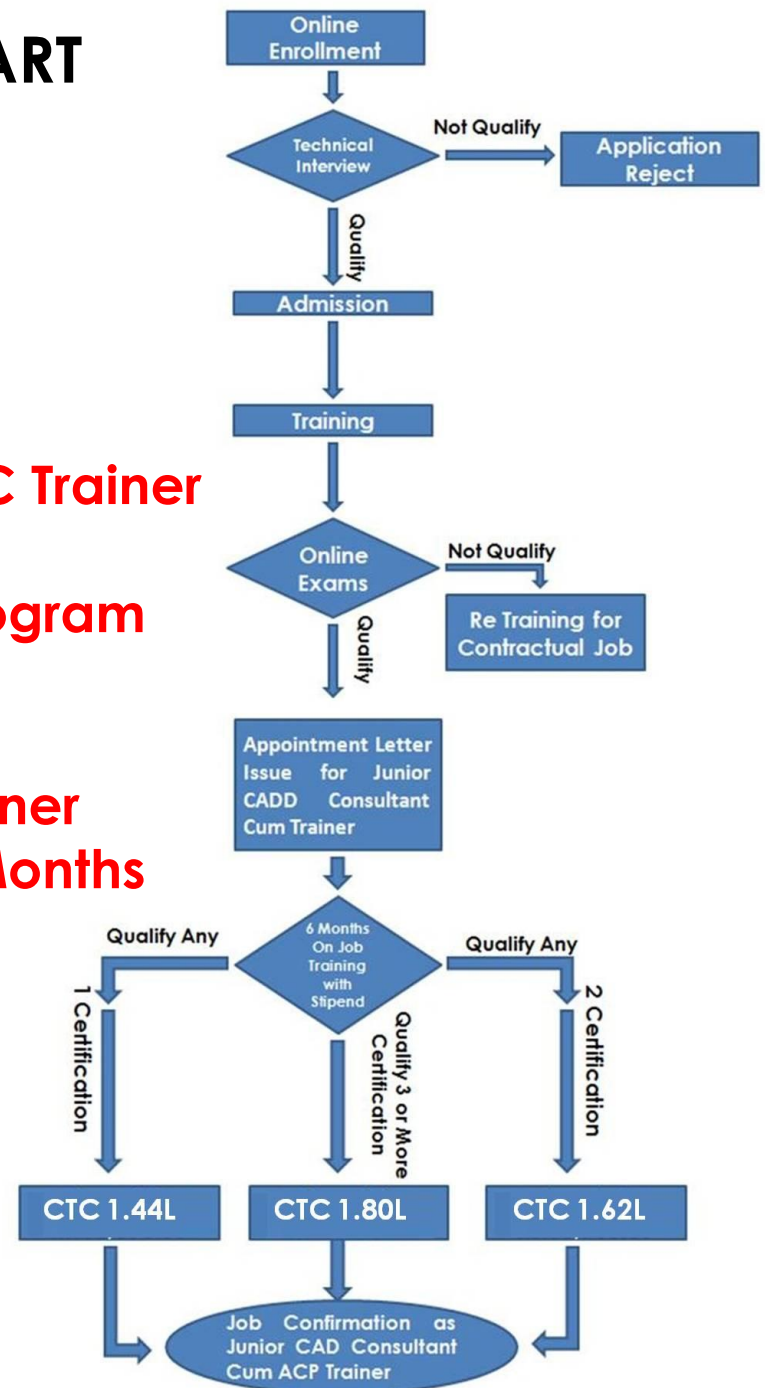 ART
Online
Enrollment
Technical
Interview
Not Qualify
Application
Reject
Qualify
Admission
Training
C Trainer
Online
Exams
Not Qualify
Re Training for
Contractual Job
ogram
Qualify
Appointment Letter
Issue for Junior
CADD Consultant
Cum Trainer
ner
Months
6 Months
On Job
Training
with
Stipend
Qualify Any
1 Certification
Qualify 3 or More
Certification
Qualify Any
2 Certification
CTC 1.44L
CTC 1.80L
CTC 1.62L
Job Confirmation as
Junior CAD Consultant
Cum ACP Trainer